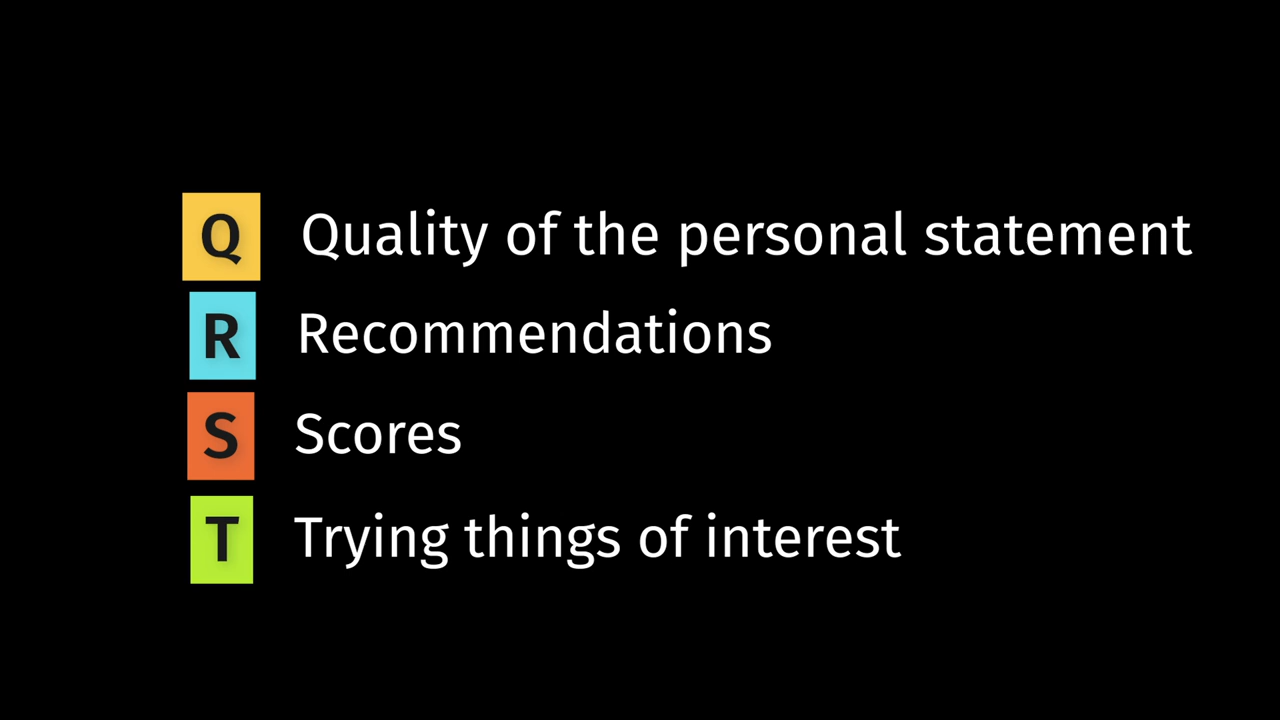 Q Quality of the personal statement
R Recommendations
S Scores
T Trying things of interest